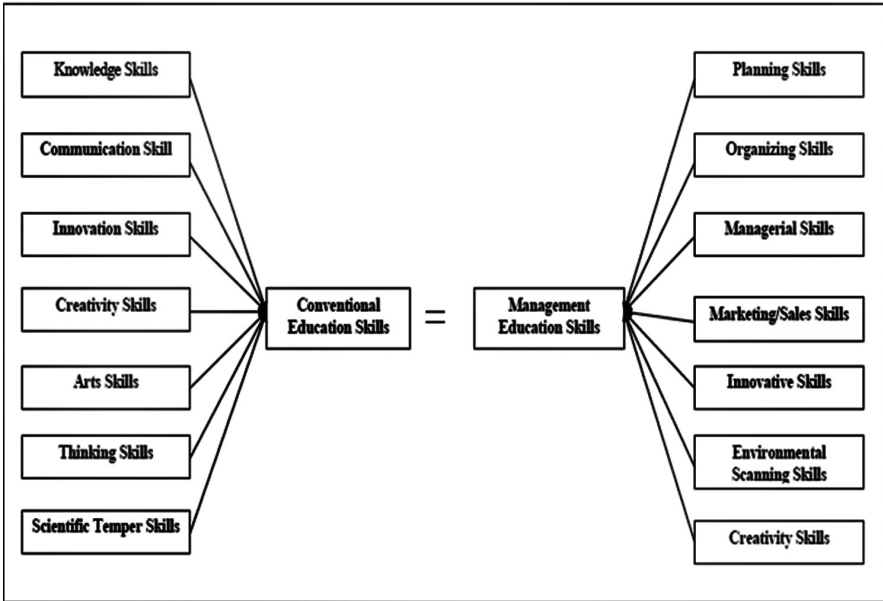 Knowledge Skills
Communication Skill
Innovation Skills
Creativity Skills
Arts Skills
Thinking Skills
Scientific Temper Skills
Conventional
Education Skills
=
Management
Education Skills
Planning Skills
Organizing Skills
Managerial Skills
Marketing/Sales Skills
Innovative Skills
Environmental
Scanning Skills
Creativity Skills